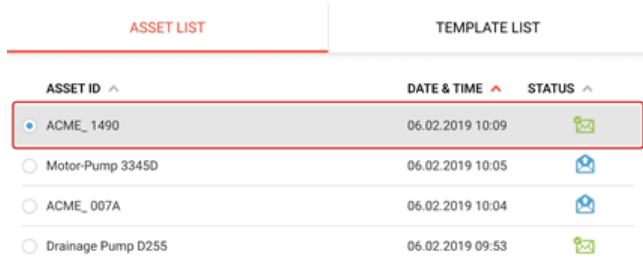 ASSET LIST TEMPLATE LIST
ASSET ID DATE & TIME STATUS
ACME_ 1490 06.02.2019 10:09
Motor-Pump 3345D 06.02.2019 10:05
ACME_ 007A 06.02.2019 10:04
Drainage Pump D255 06.02.2019 09:53